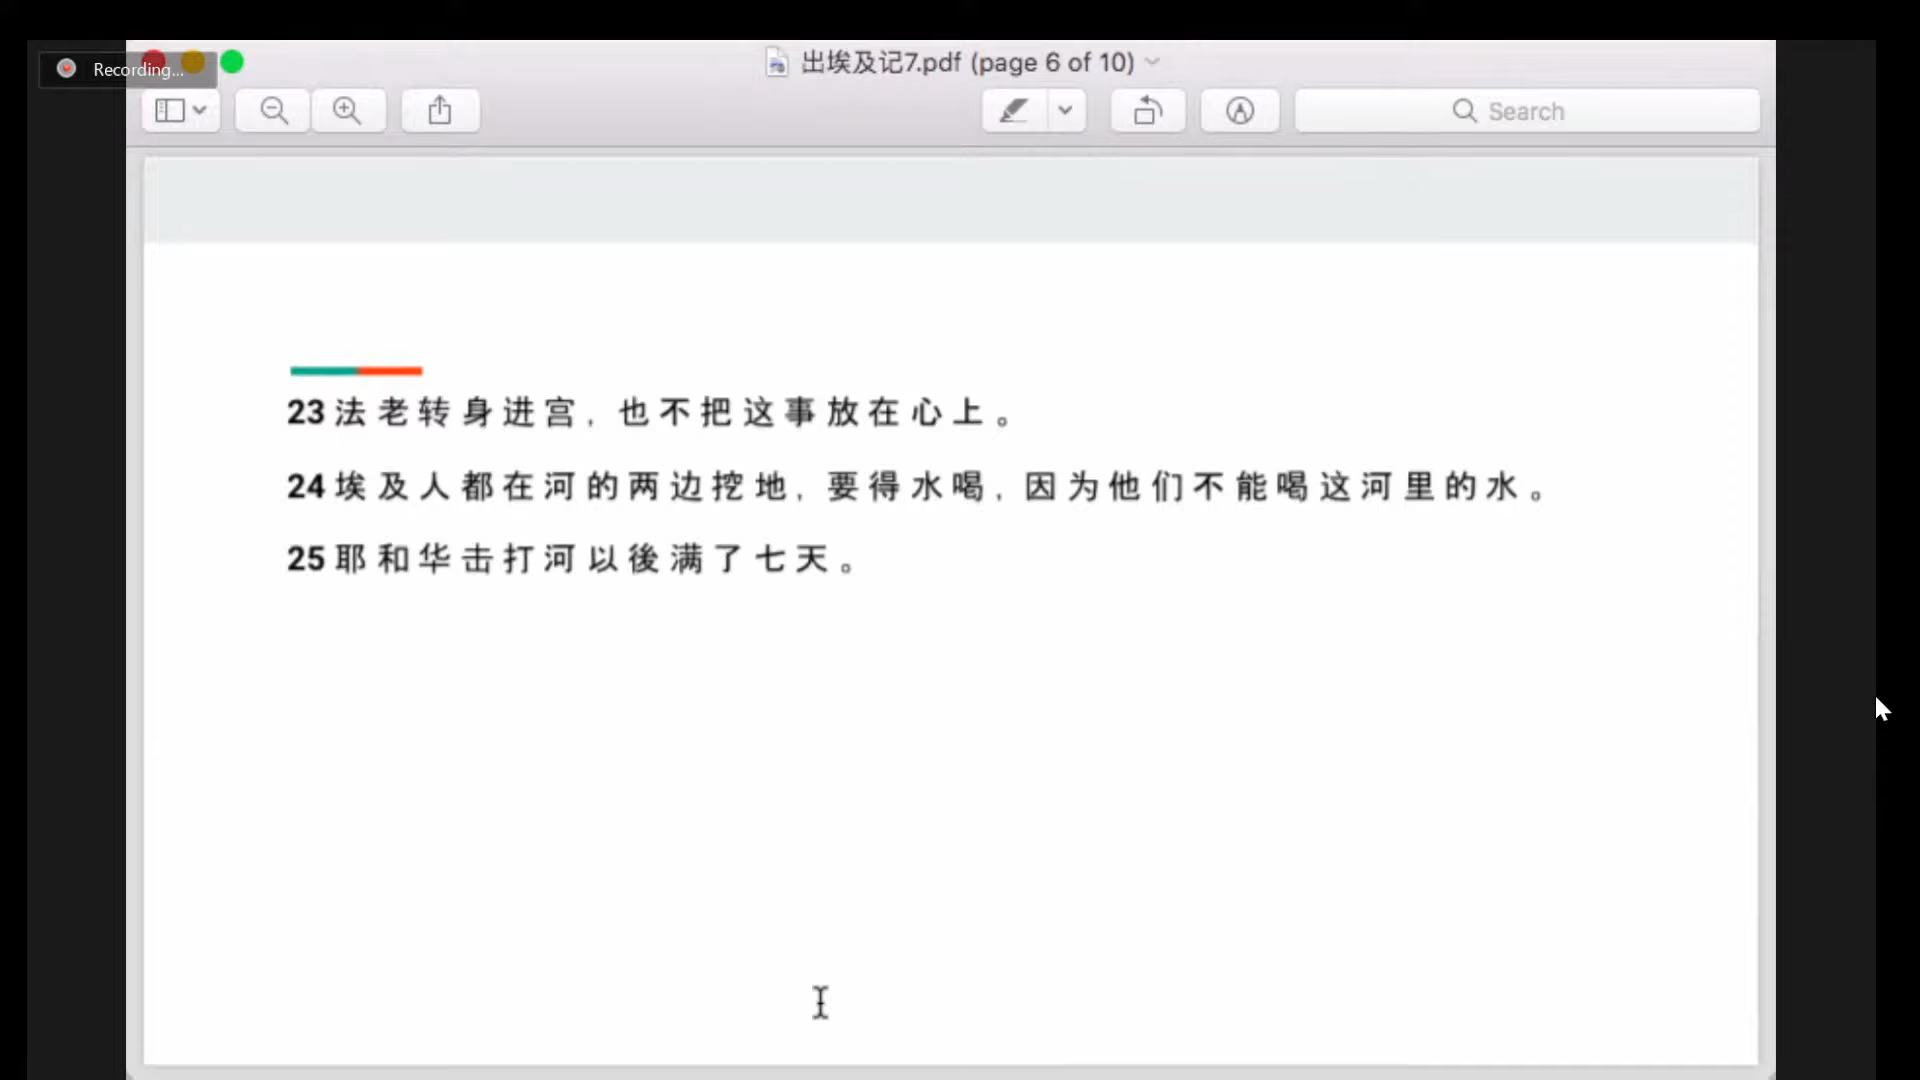 Recording...
出埃及记7.pdf (page 6 of 10)
Search
23 法老转身进宫，也不把这事放在心上。
24 埃及人都在河的两边挖地，要得水喝，因为他们不能喝这河里的水。
25 耶和华击打河以後满了七天。